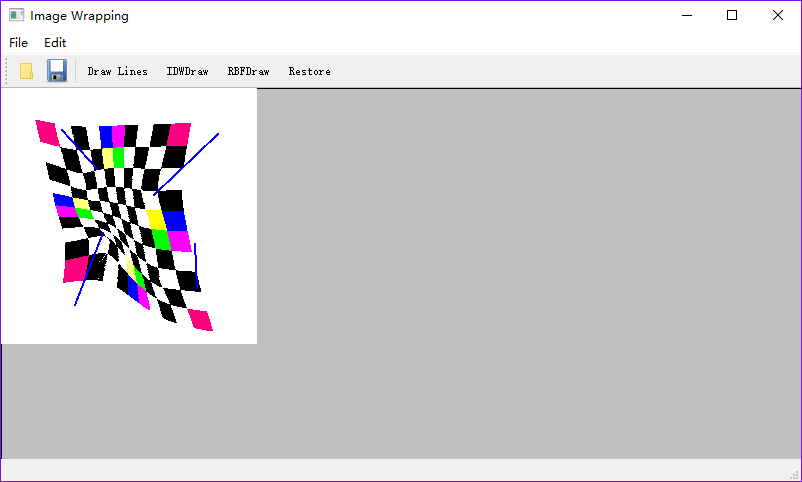 Image Wrapping
File Edit
Draw Lines IDWDraw RBFDraw Restore